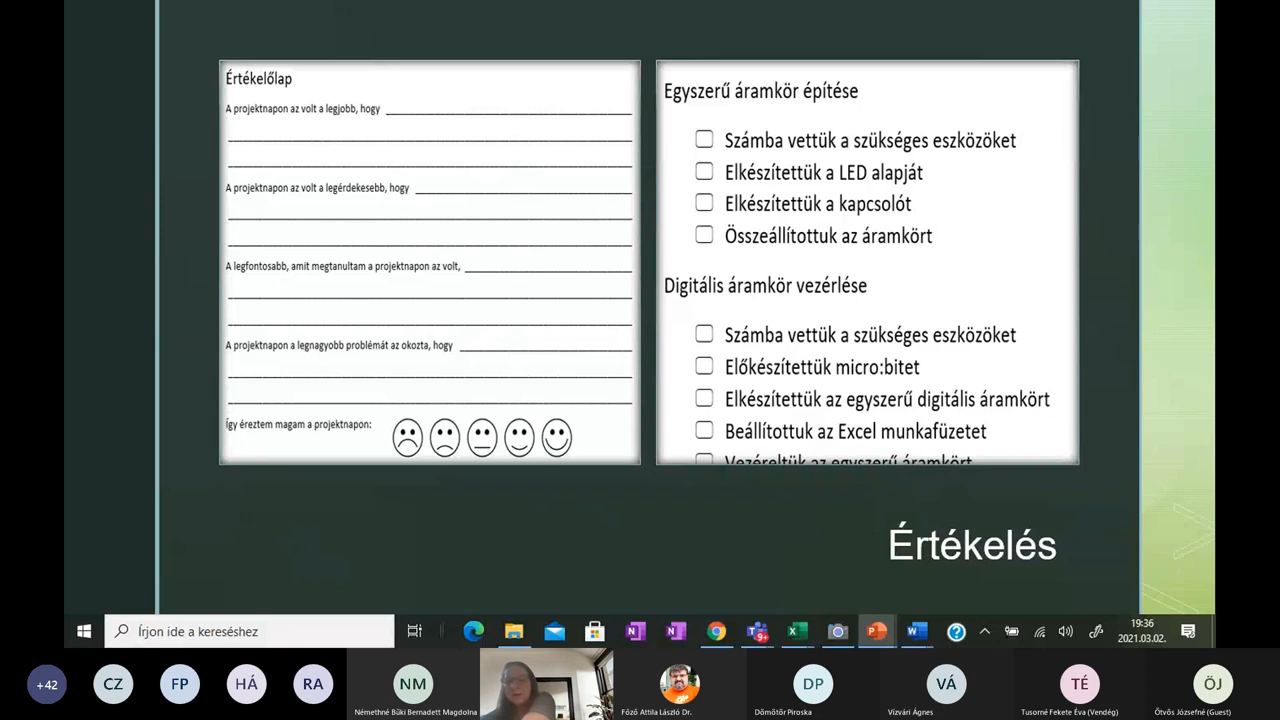 Értékelőlap
A projektnapon az volt a legjobb, hogy
A projektnapon az volt a legérdekesebb, hogy
A legfontosabb, amit megtanultam a projektnapon az volt,
A projektnapon a legnagyobb problémát az okozta, hogy
Így éreztem magam a projektnapon:
Egyszerű áramkör építése
Számba vettük a szükséges eszközöket
Elkészítettük a LED alapját
Elkészítettük a kapcsolót
Összeállítottuk az áramkört
Digitális áramkör vezérlése
Számba vettük a szükséges eszközöket
Előkészítettük micro:bitet
Elkészítettük az egyszerű digitális áramkört
Beállítottuk az Excel munkafüzetet
Vezéreltük az egyszerű áramkört
Értékelés
Írjon ide a kereséshez
9+
19:36
2021.03.02.
+42
CZ
FP
HÁ
RA
NM
DP
VÁ
TÉ
ÖJ
Némethné Büki Bernadett Magdolna
Főző Attila László Dr.
Dömötör Piroska
Vízvári Ágnes
Tusorné Fekete Éva (Vendég)
Ötvös Józsefné (Guest)